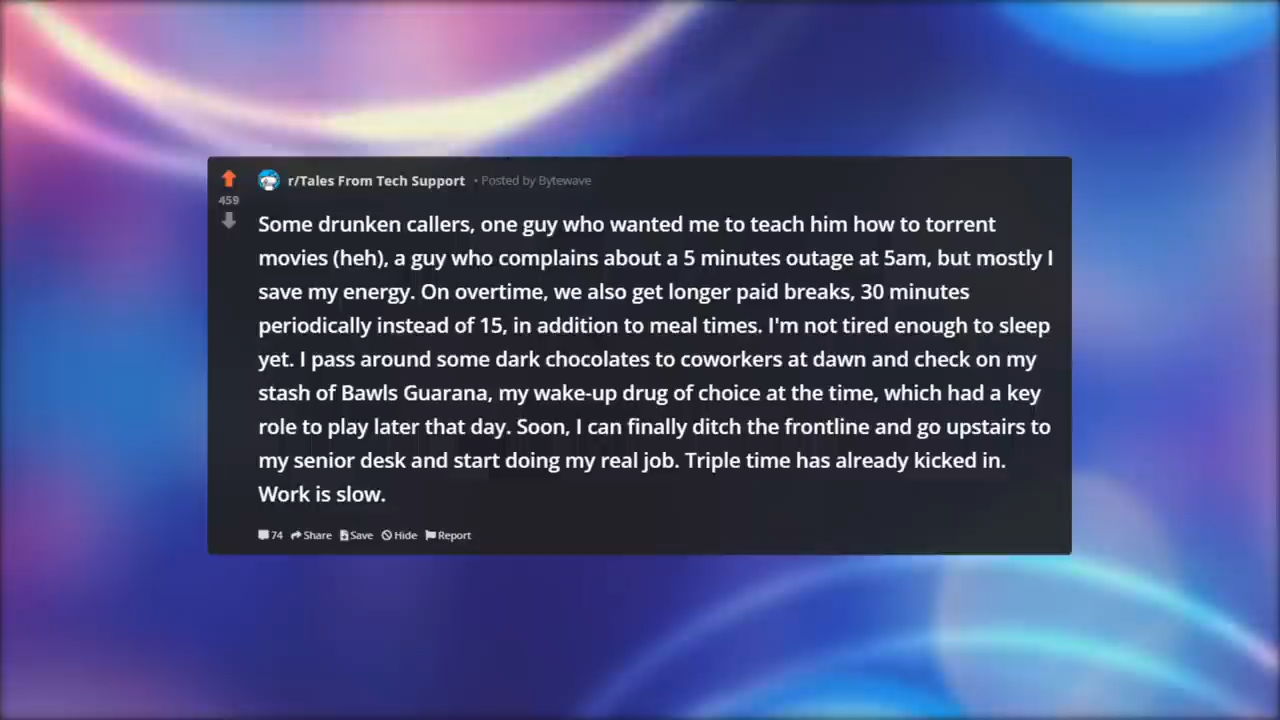 r/Tales From Tech Support • Posted by Bytewave
459
Some drunken callers, one guy who wanted me to teach him how to torrent
movies (heh), a guy who complains about a 5 minutes outage at 5am, but mostly I
save my energy. On overtime, we also get longer paid breaks, 30 minutes
periodically instead of 15, in addition to meal times. I'm not tired enough to sleep
yet. I pass around some dark chocolates to coworkers at dawn and check on my
stash of Bawls Guarana, my wake-up drug of choice at the time, which had a key
role to play later that day. Soon, I can finally ditch the frontline and go upstairs to
my senior desk and start doing my real job. Triple time has already kicked in.
Work is slow.
74 Share Save Hide Report